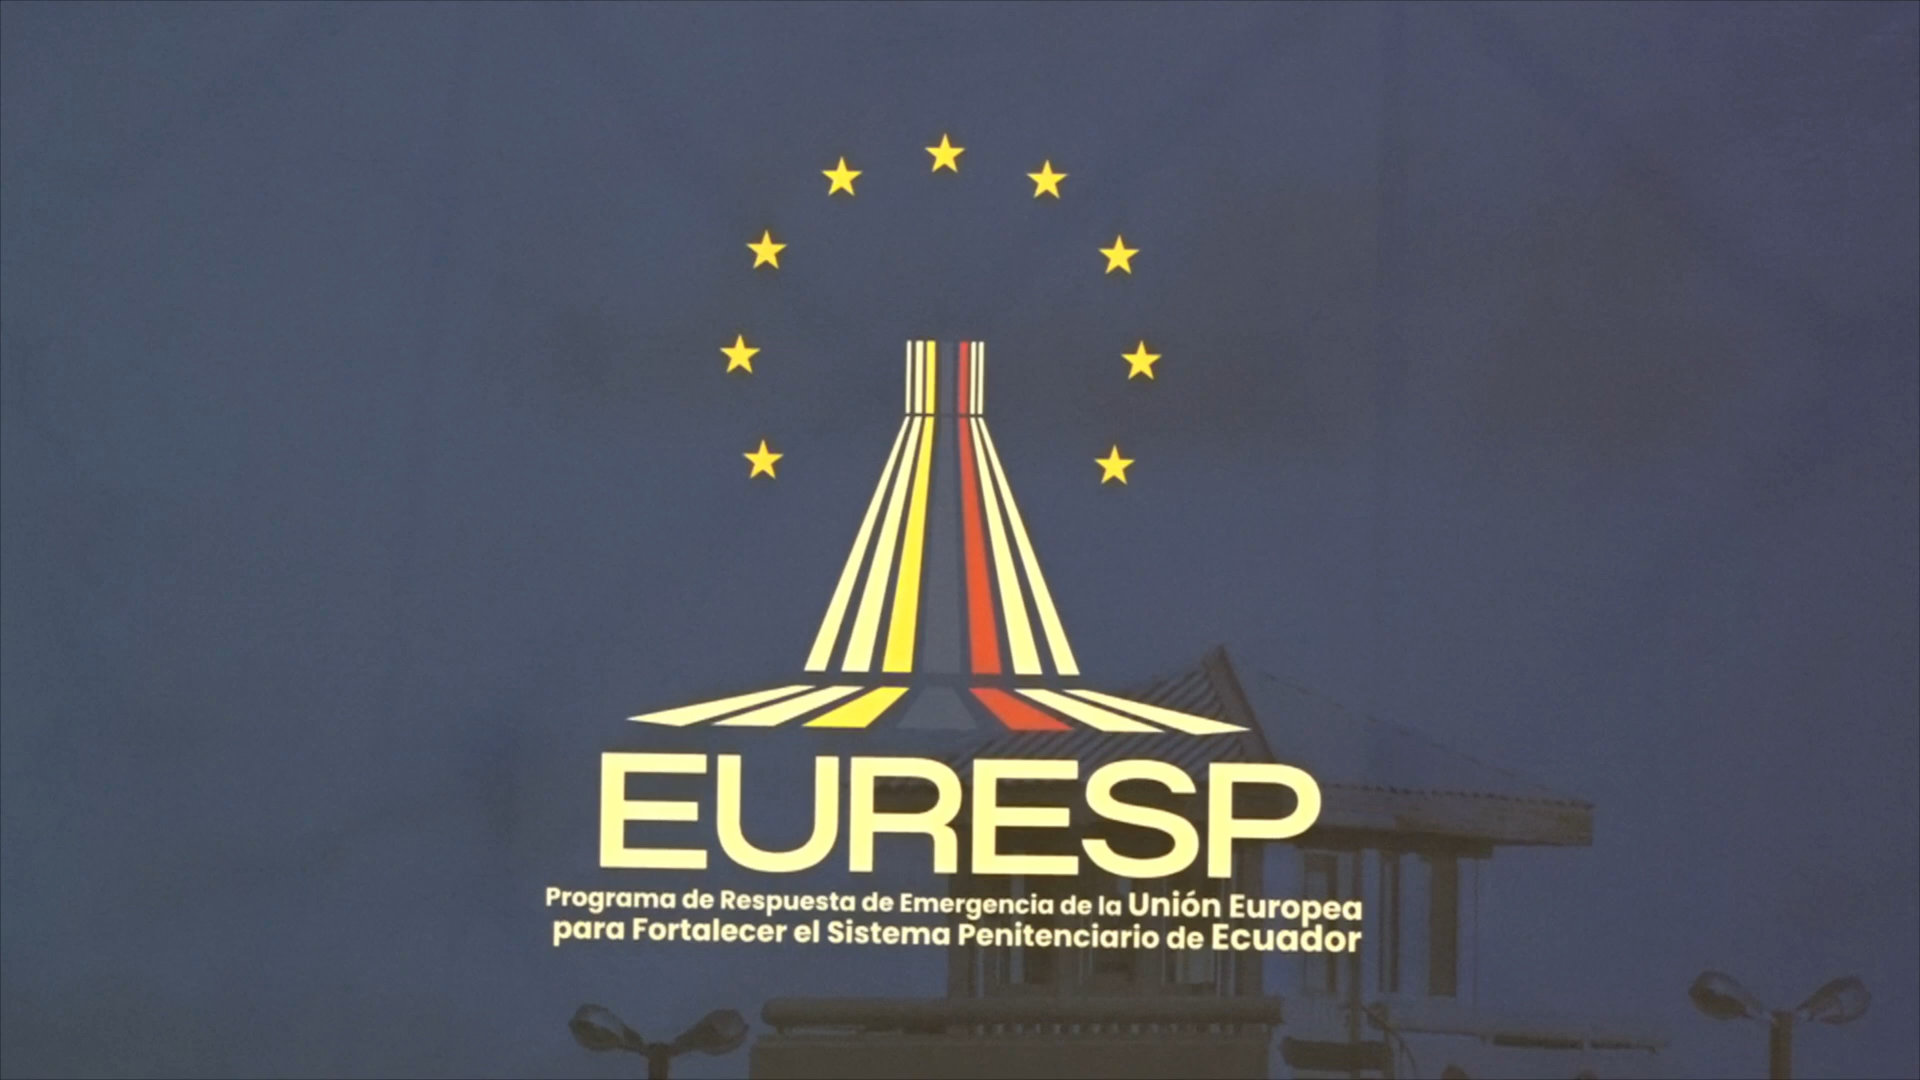 EURESP
Programa de Respuesta de Emergencia de la Unión Europea
para Fortalecer el Sistema Penitenciario de Ecuador